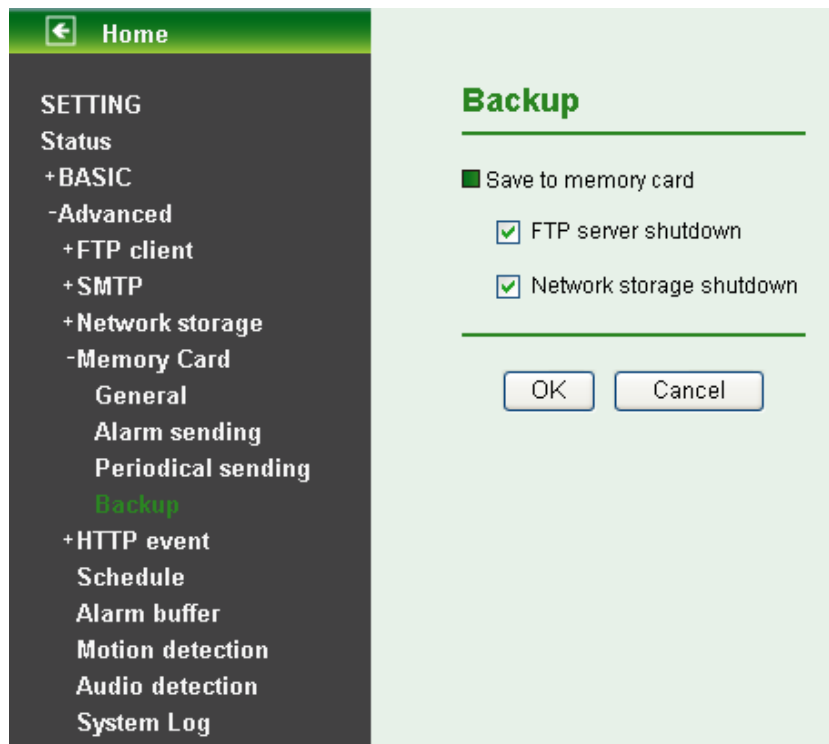 Home
SETTING
Status
+BASIC
-Advanced
+FTP client
+SMTP
+Network storage
-Memory Card
General
Alarm sending
Periodical sending
Backup
+HTTP event
Schedule
Alarm buffer
Motion detection
Audio detection
System Log
Backup
Save to memory card
FTP server shutdown
Network storage shutdown
OK
Cancel